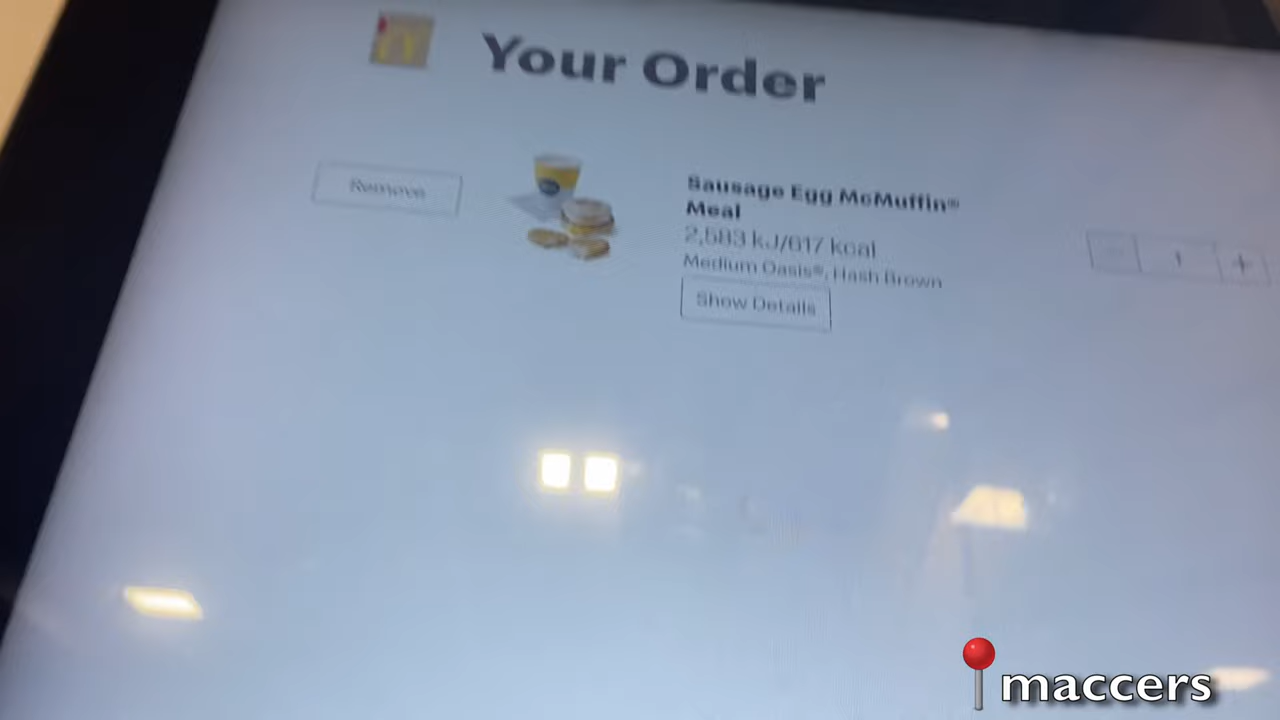 Your Order
Remove
Sausage Egg McMuffin®
Meal
2,583 kJ/617 kcal
Medium Oasis®, Hash Brown
Show Details
- 1 +
maccers